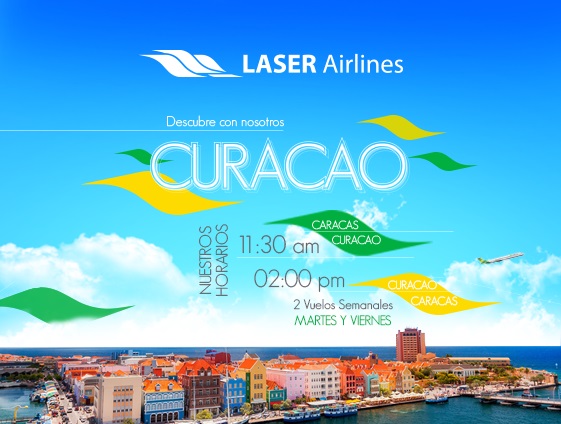 LASER Airlines
Descubre con nosotros
CURACAO
NUESTROS
HORARIOS
11:30 am
CARACAS
CURACAO
02:00 pm
CURACAO
CARACAS
2 Vuelos Semanales
MARTES Y VIERNES